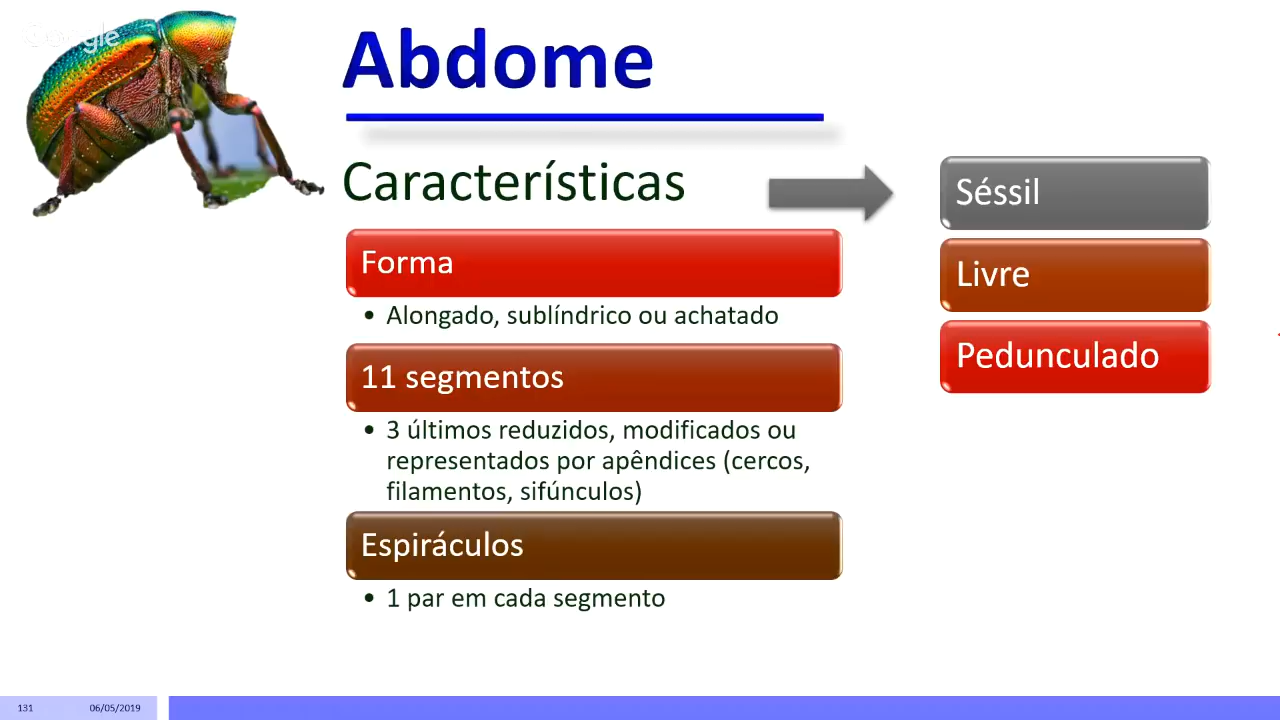 Google
Abdome
Características
Forma
• Alongado, sublíndrico ou achatado
11 segmentos
• 3 últimos reduzidos, modificados ou
representados por apêndices (cercos,
filamentos, sifúnculos)
Espiráculos
• 1 par em cada segmento
Séssil
Livre
Pedunculado
131
06/05/2019